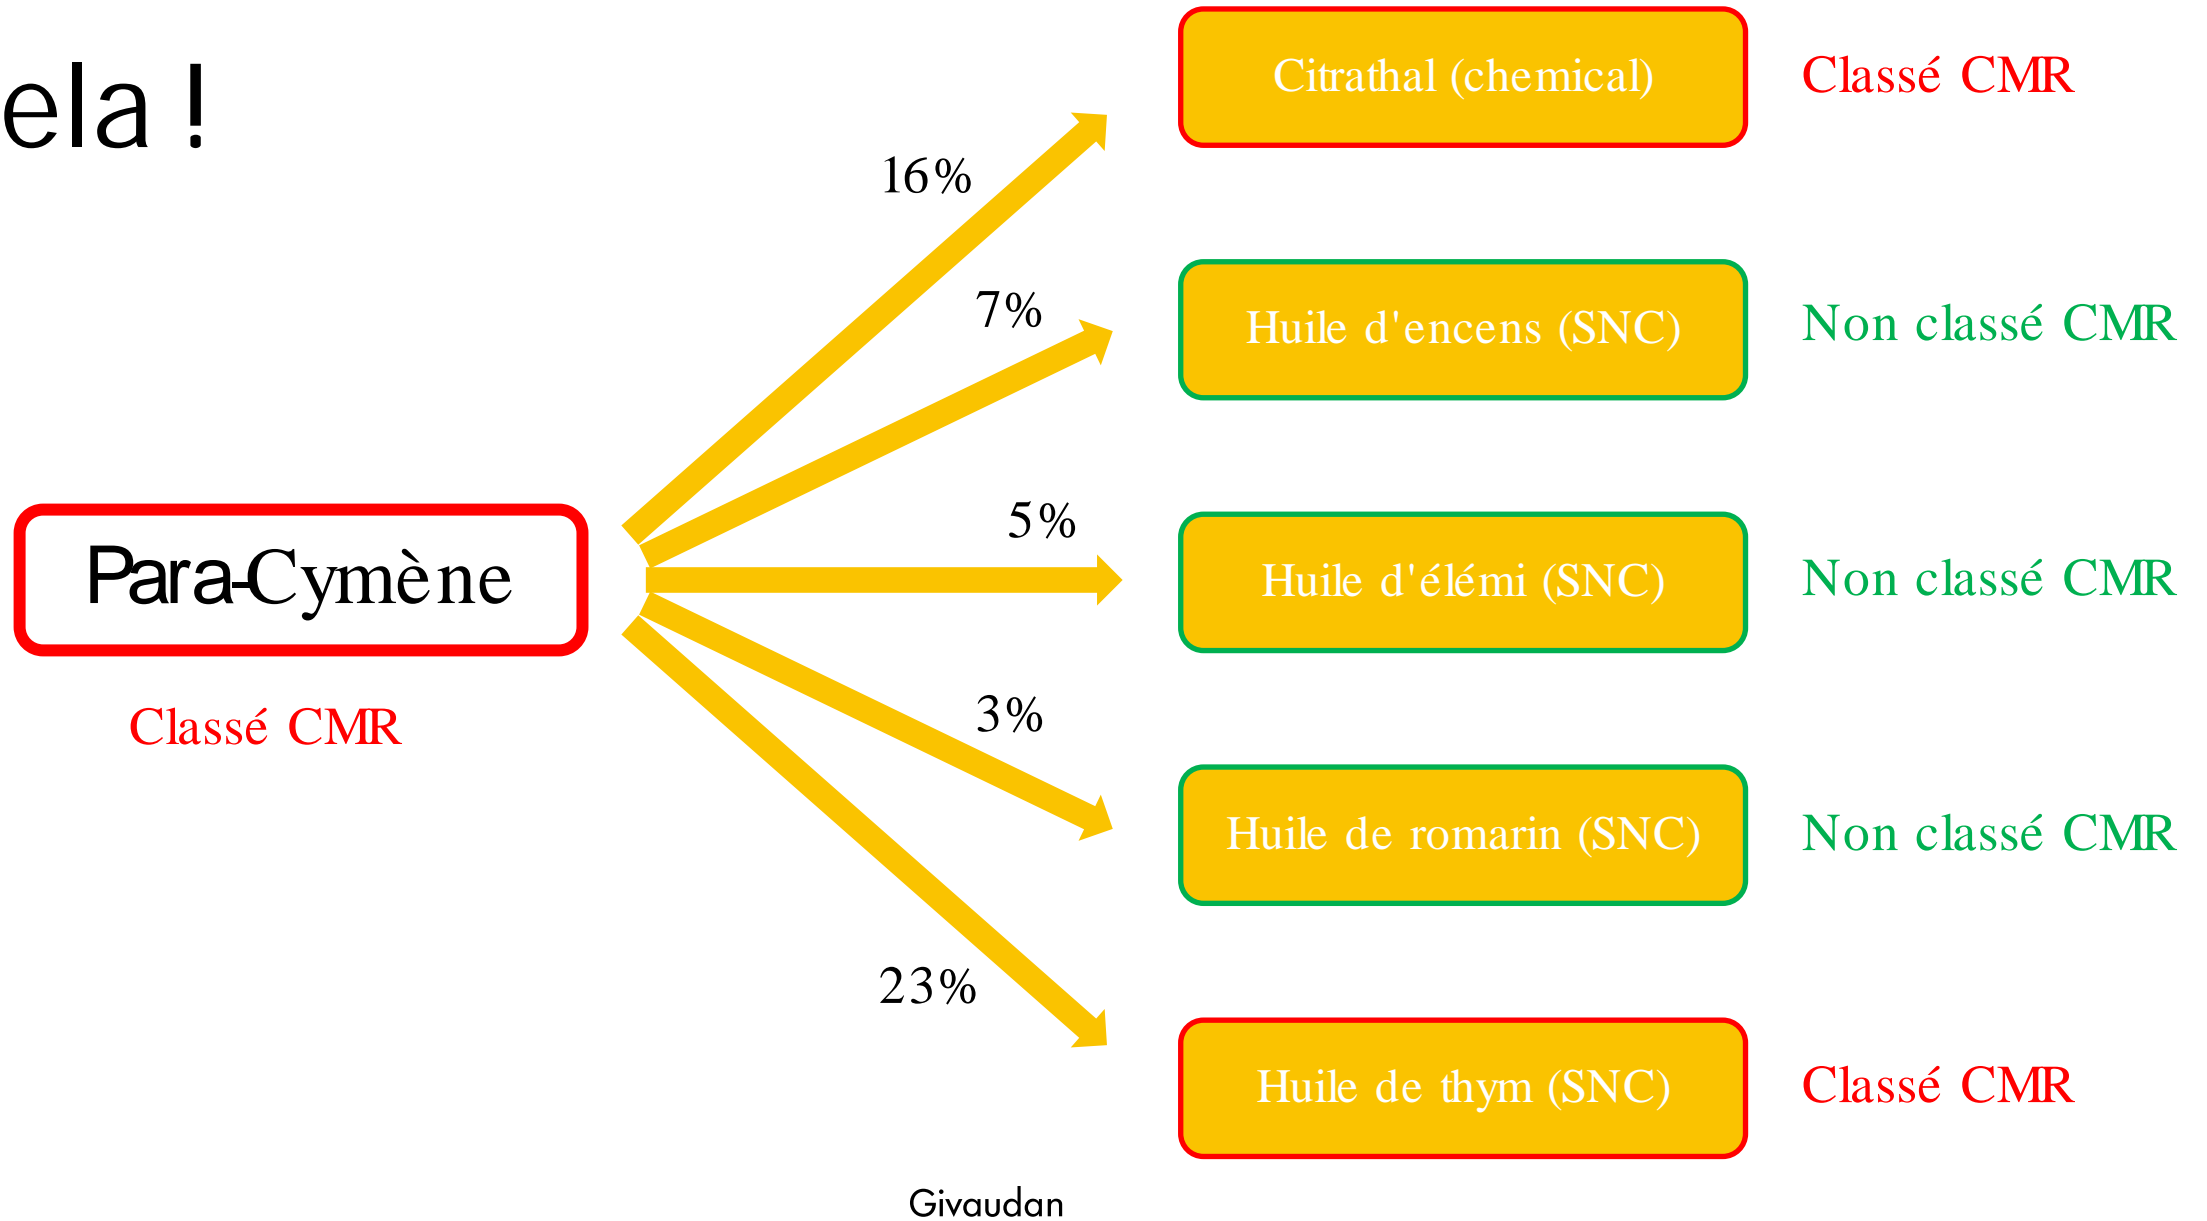 ela !
Citrathal (chemical)
Classé CMR
16%
7%
Huile d'encens (SNC)
Non classé CMR
5%
Huile d'élémi (SNC)
Non classé CMR
Para-Cymène
Classé CMR
3%
Huile de romarin (SNC)
Non classé CMR
23%
Huile de thym (SNC)
Classé CMR
Givaudan